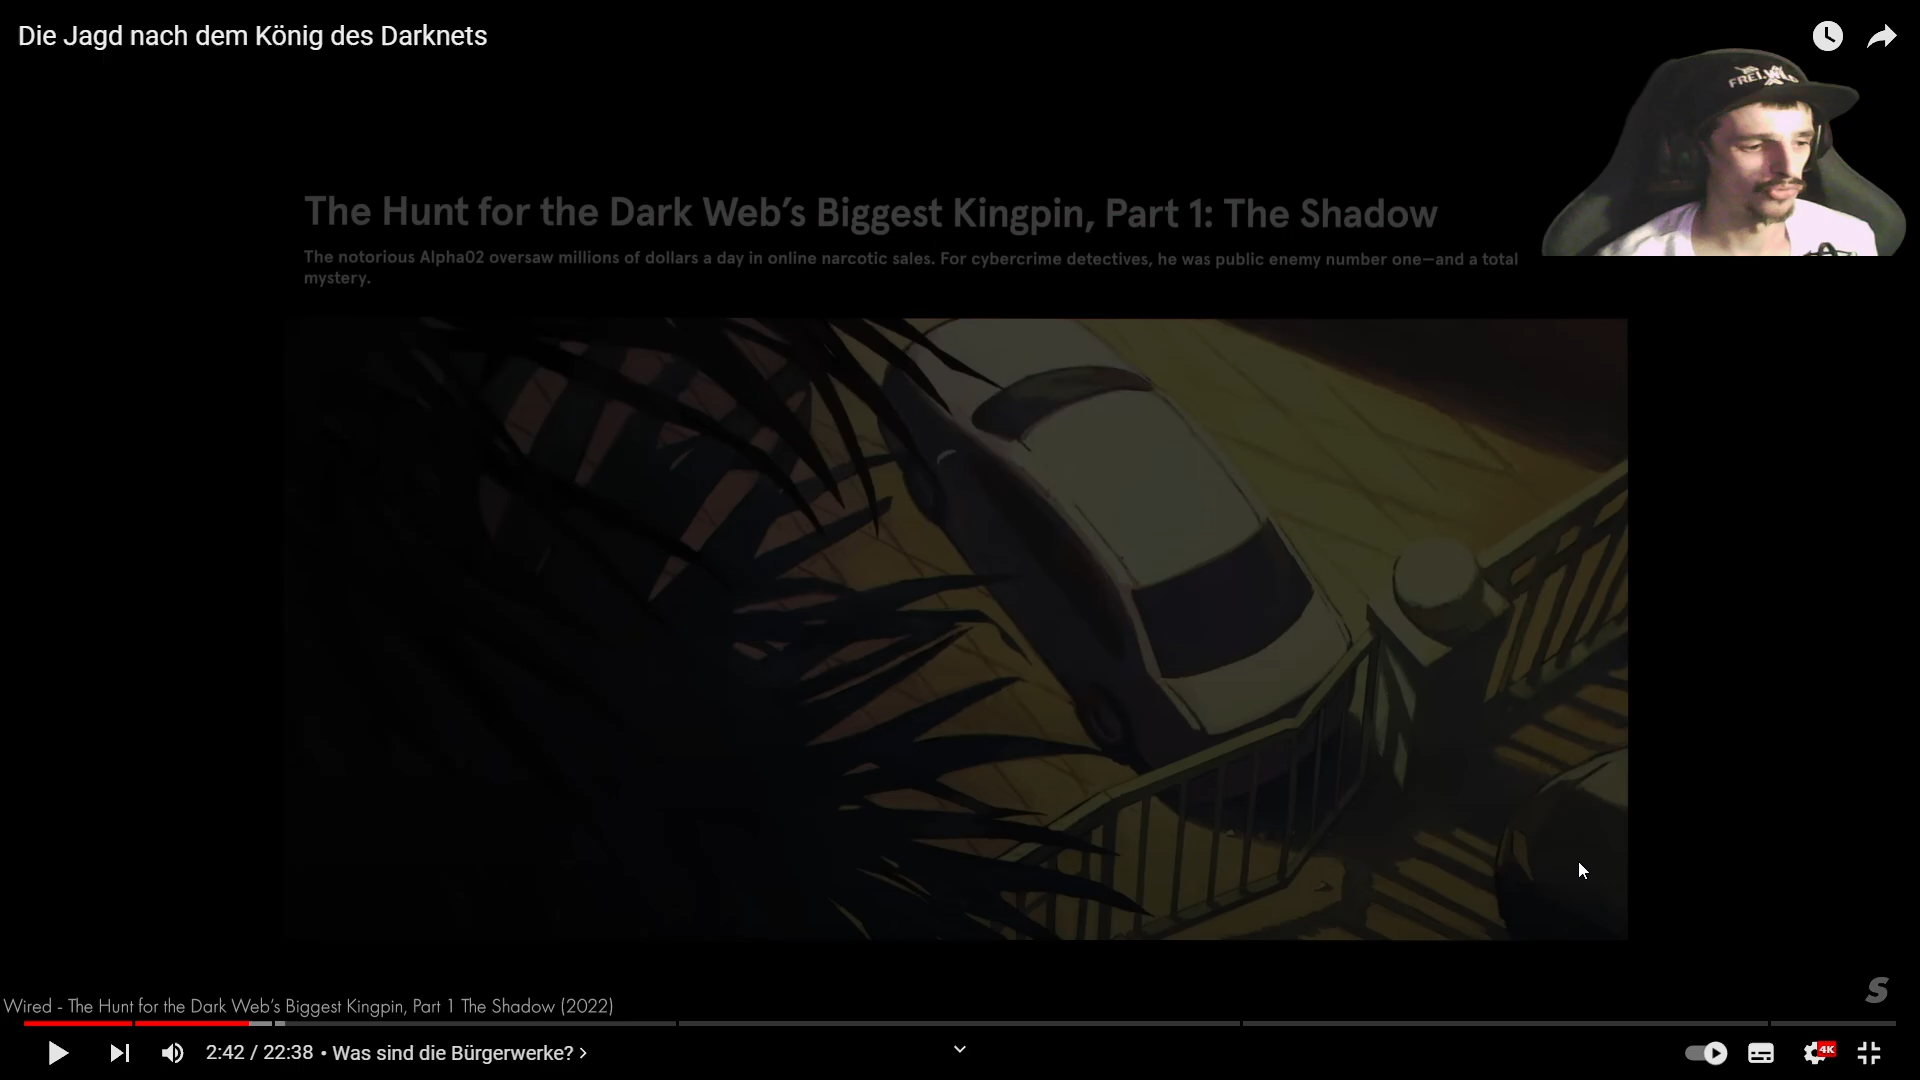 Die Jagd nach dem König des Darknets
FREI.WILD
The Hunt for the Dark Web’s Biggest Kingpin, Part 1: The Shadow
The notorious Alpha02 oversaw millions of dollars a day in online narcotic sales. For cybercrime detectives, he was public enemy number one—and a total
mystery.
S
Wired - The Hunt for the Dark Web’s Biggest Kingpin, Part 1 The Shadow (2022)
2:42 / 22:38 • Was sind die Bürgerwerke?
4K